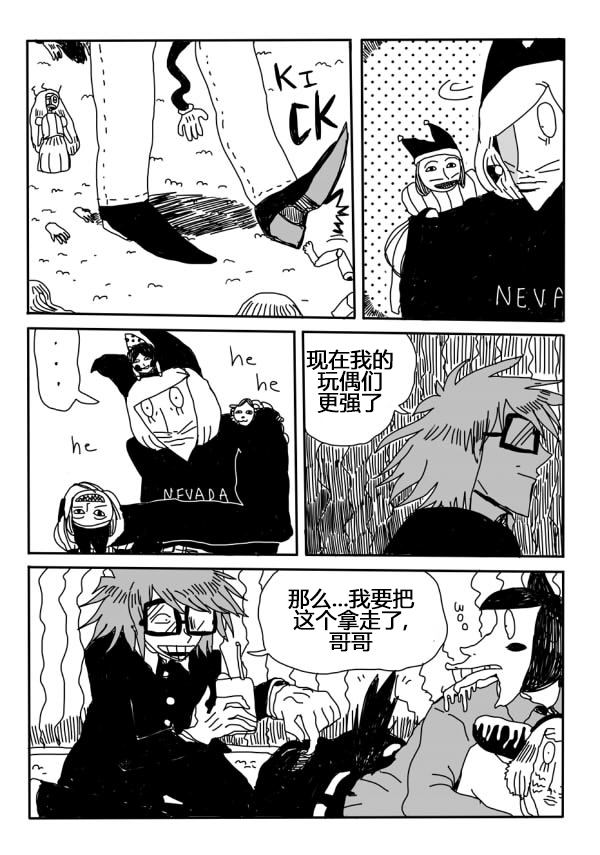 KI
CK
NEVA
...
he
he
he
NEVADA
现在我的
玩偶们
更强了
那么...我要把
这个拿走了,
哥哥
woo